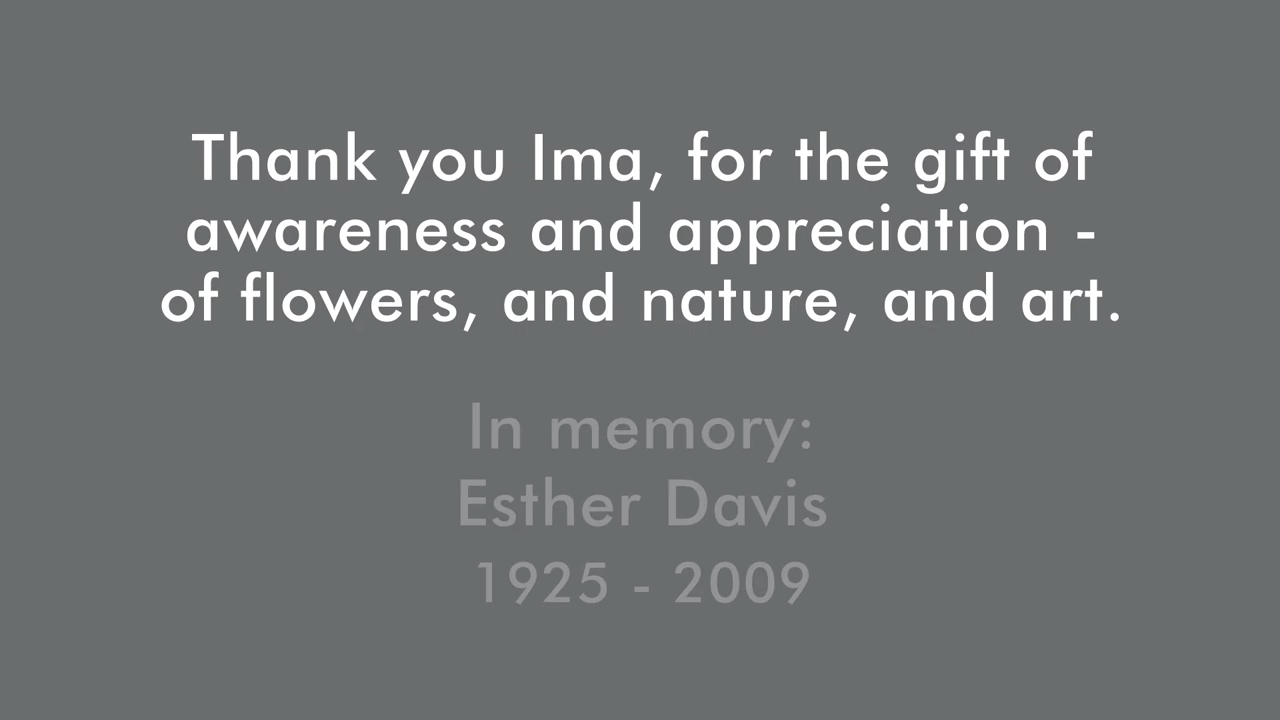 Thank you Ima, for the gift of
awareness and appreciation -
of flowers, and nature, and art.
In memory:
Esther Davis
1925 - 2009